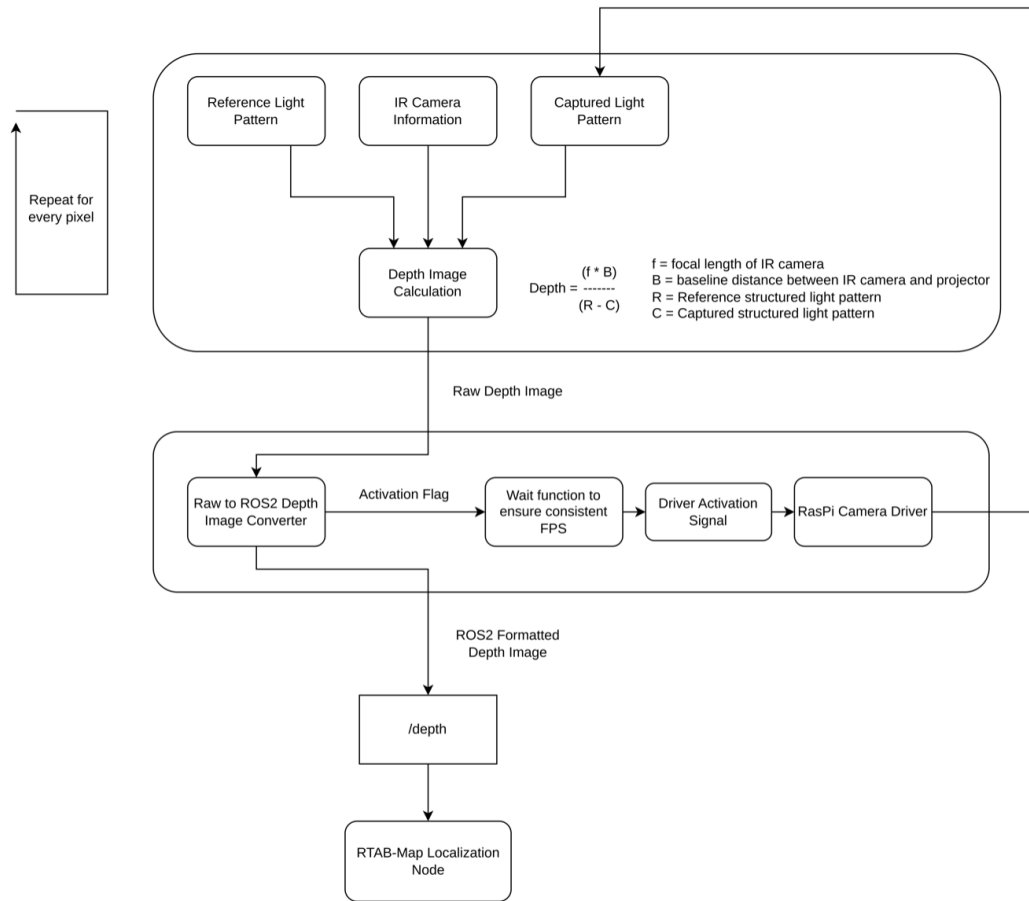 Reference Light
Pattern
IR Camera
Information
Captured Light
Pattern
Repeat for
every pixel
Depth Image
Calculation
Depth =
(f * B)
-------
(R - C)
f = focal length of IR camera
B = baseline distance between IR camera and projector
R = Reference structured light pattern
C = Captured structured light pattern
Raw Depth Image
Raw to ROS2 Depth
Image Converter
Activation Flag
Wait function to
ensure consistent
FPS
Driver Activation
Signal
RasPi Camera Driver
ROS2 Formatted
Depth Image
/depth
RTAB-Map Localization
Node